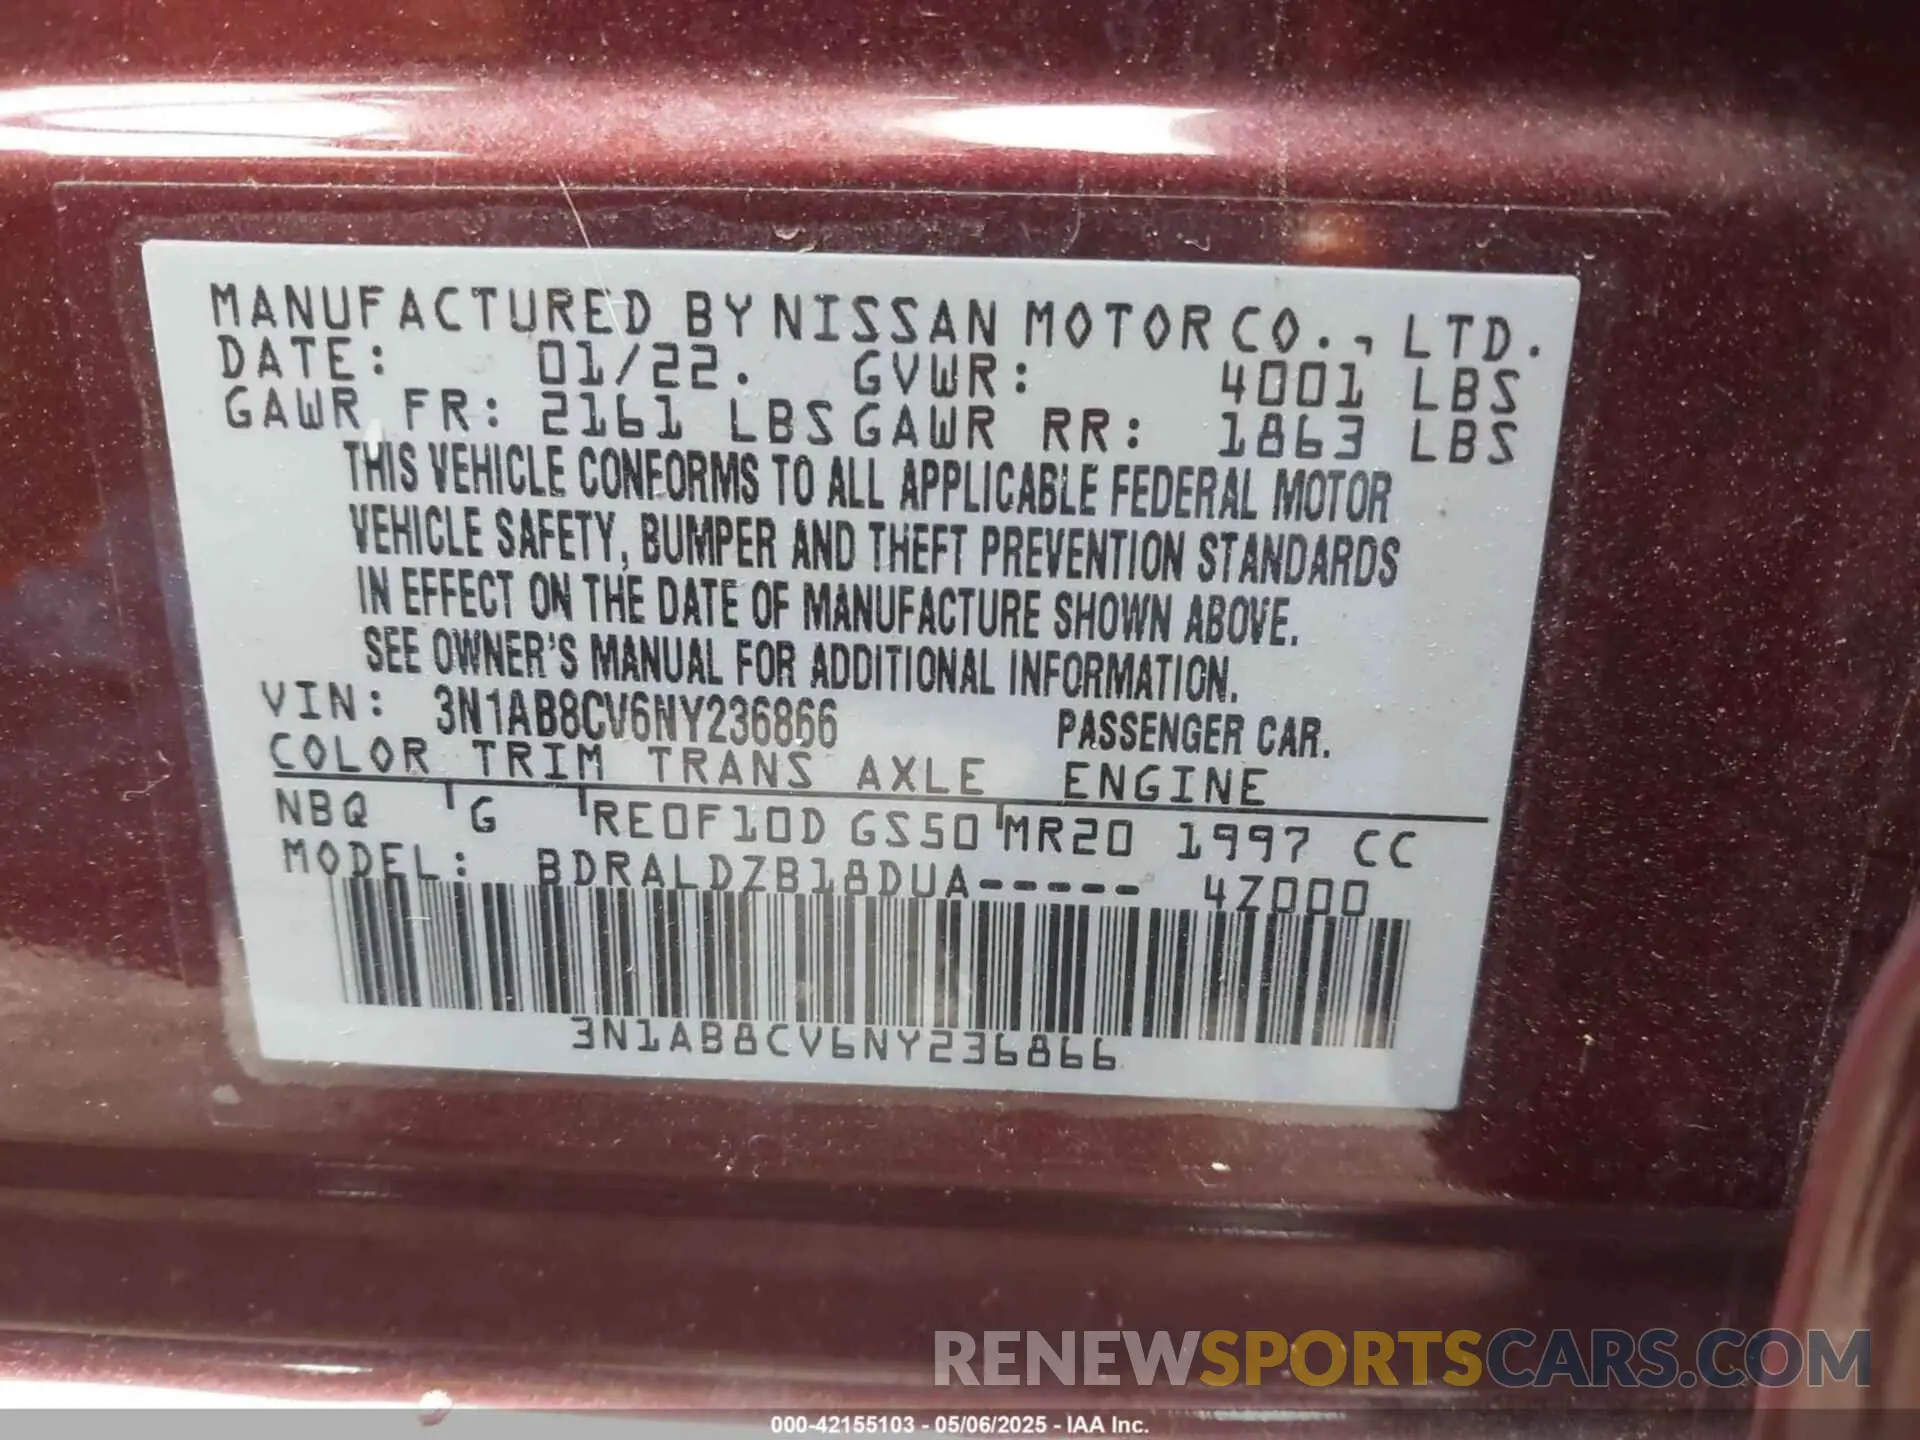 MANUFACTURED BY NISSAN MOTOR CO., LTD.
DATE: 01/22. GVWR: 4001 LBS
GAWR FR: 2161 LBS GAWR RR: 1863 LBS
THIS VEHICLE CONFORMS TO ALL APPLICABLE FEDERAL MOTOR
VEHICLE SAFETY, BUMPER AND THEFT PREVENTION STANDARDS
IN EFFECT ON THE DATE OF MANUFACTURE SHOWN ABOVE.
SEE OWNER'S MANUAL FOR ADDITIONAL INFORMATION.
VIN: 3N1AB8CV6NY236866 PASSENGER CAR.
COLOR TRIM TRANS AXLE ENGINE
NBQ G RE0F10D GS50 MR20 1997 CC
MODEL: BDRALDZB18DUA----- 4Z000
3N1AB8CV6NY236866
RENEWSPORTSCARS.COM
000-42155103 - 05/06/2025 - IAA Inc.